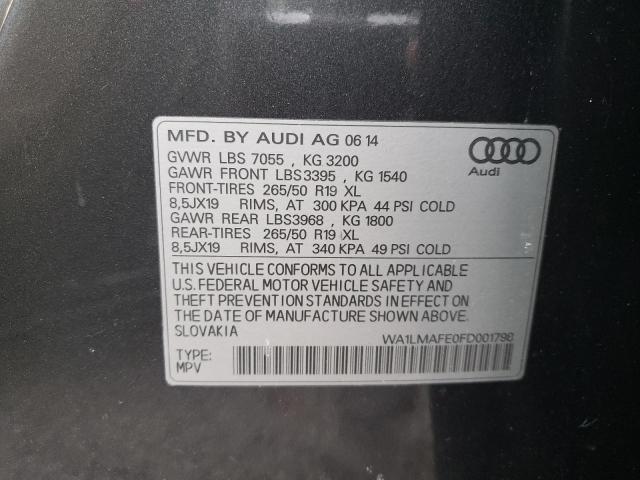 MFD. BY AUDI AG 06 14
GVWR LBS 7055 , KG 3200
GAWR FRONT LBS3395 , KG 1540
FRONT-TIRES 265/50 R19 XL
8,5JX19 RIMS, AT 300 KPA 44 PSI COLD
GAWR REAR LBS3968 , KG 1800
REAR-TIRES 265/50 R19 XL
8,5JX19 RIMS, AT 340 KPA 49 PSI COLD
Audi
THIS VEHICLE CONFORMS TO ALL APPLICABLE
U.S. FEDERAL MOTOR VEHICLE SAFETY AND
THEFT PREVENTION STANDARDS IN EFFECT ON
THE DATE OF MANUFACTURE SHOWN ABOVE.
SLOVAKIA
WA1LMAFE0FD001798
TYPE:
MPV